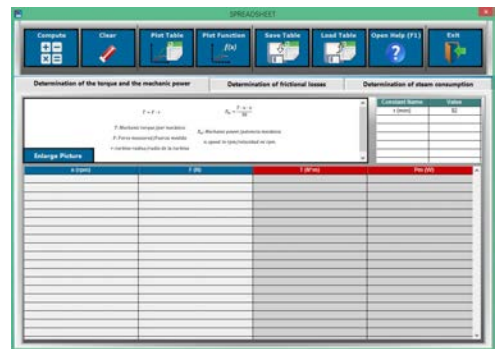 SPREADSHEET
Compute Clear Plot Table Plot Function Save Table Load Table Open Help (F1) Exit
f(x)
Determination of the torque and the mechanic power Determination of frictional losses Determination of steam consumption
Constant Name Value
r (mm) 92
T = F · r
T: Mechanic torque/par mecánico
F: Force measured/Fuerza medida
r: turbine radius/radio de la turbina
Mechanic power/potencia mecánica
n: speed in rpm/velocidad en rpm
Enlarge Picture
n (rpm) F (N) T (N*m) Pm (W)